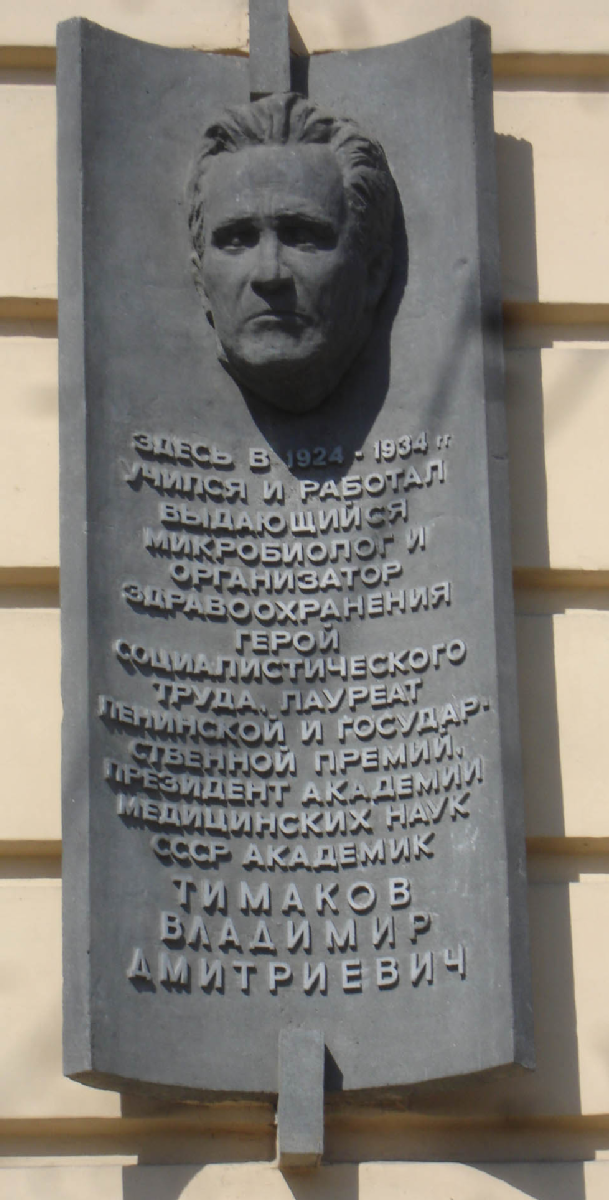 ЗДЕСЬ В 1924 - 1934 гг
УЧИЛСЯ И РАБОТАЛ
ВЫДАЮЩИЙСЯ
МИКРОБИОЛОГ И
ОРГАНИЗАТОР
ЗДРАВООХРАНЕНИЯ
ГЕРОЙ
СОЦИАЛИСТИЧЕСКОГО
ТРУДА, ЛАУРЕАТ
ЛЕНИНСКОЙ И ГОСУДАР-
СТВЕННОЙ ПРЕМИЙ,
ПРЕЗИДЕНТ АКАДЕМИИ
МЕДИЦИНСКИХ НАУК
СССР АКАДЕМИК
ТИМАКОВ
ВЛАДИМИР
ДМИТРИЕВИЧ